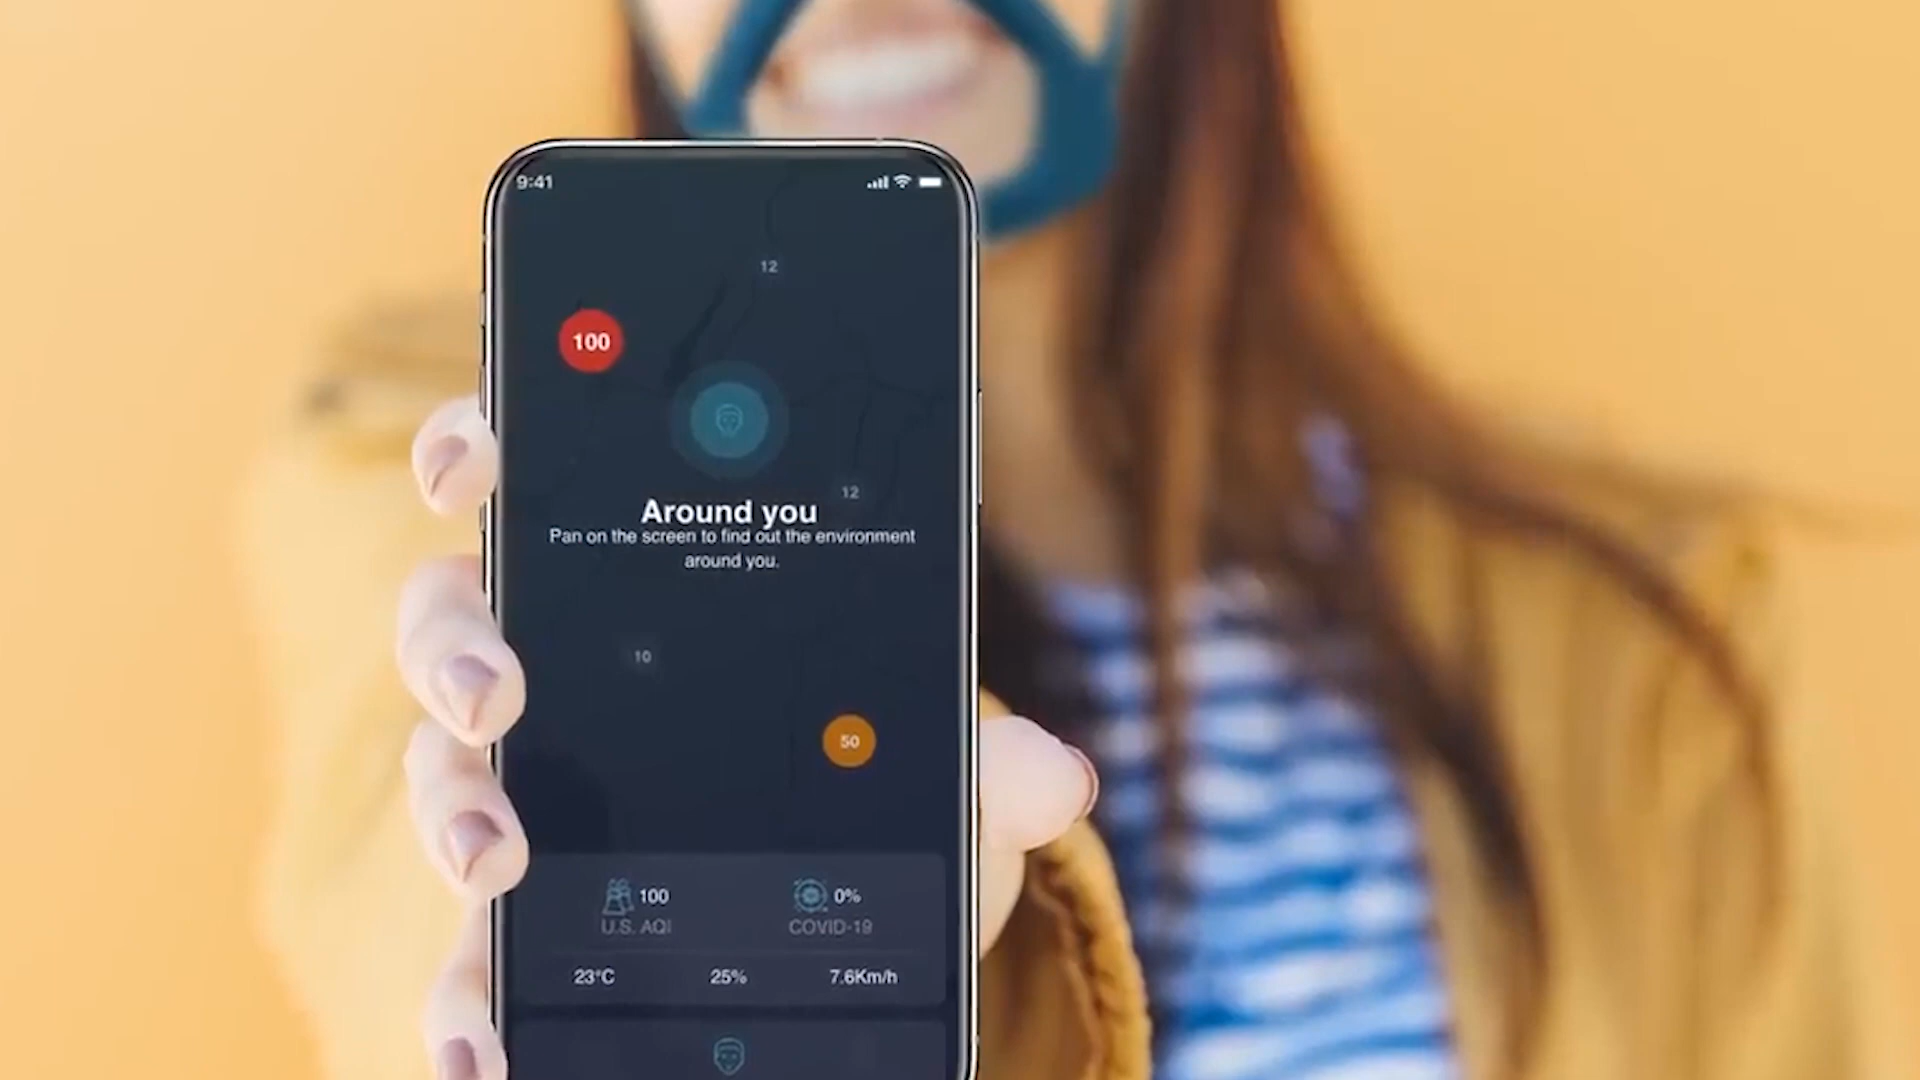 9:41
12
100
12
Around you
Pan on the screen to find out the environment
around you.
10
50
100
0%
U.S. AQI
COVID-19
23°C
25%
7.6Km/h